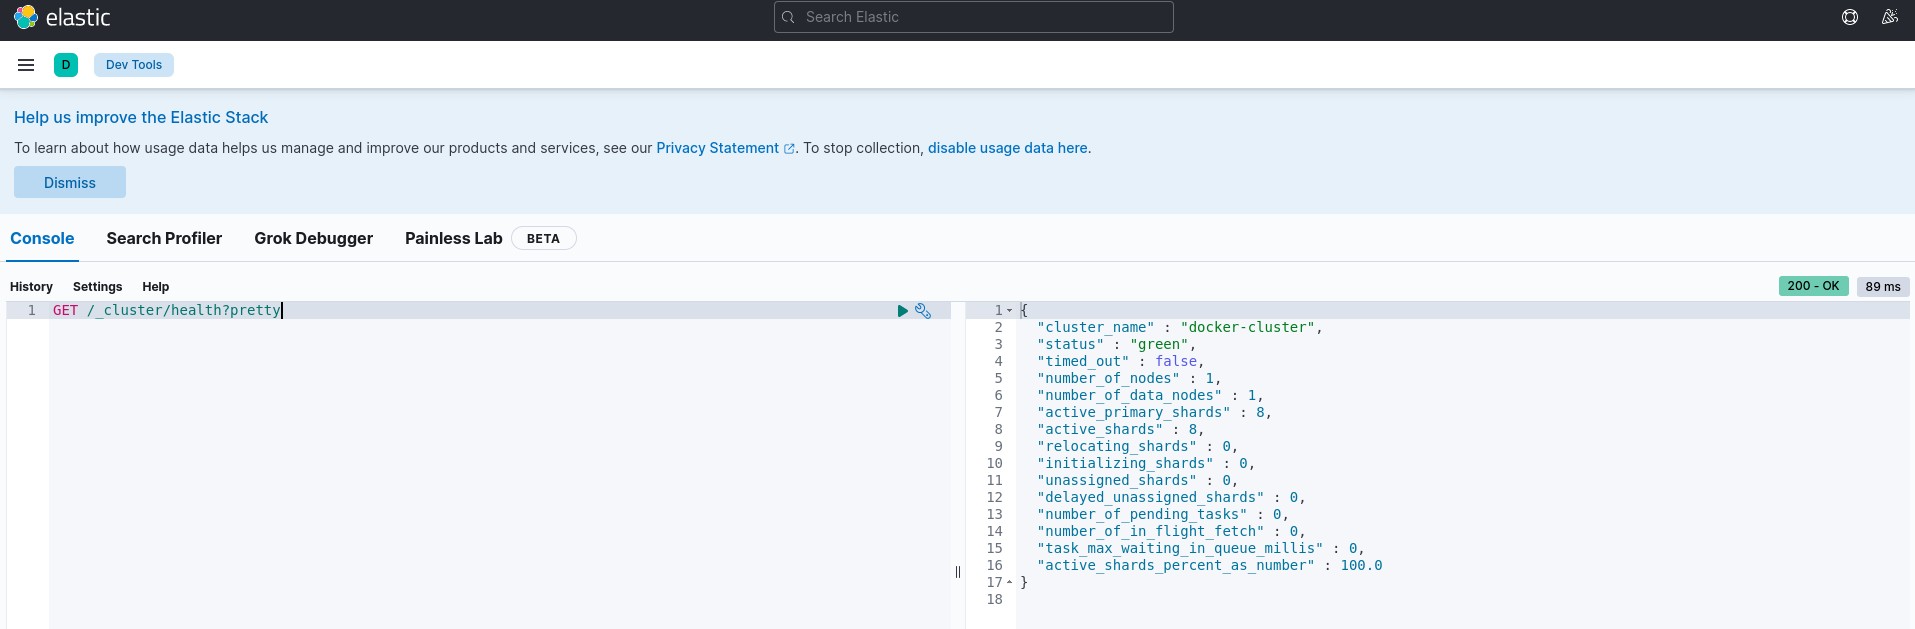 elastic
Search Elastic
D
Dev Tools
Help us improve the Elastic Stack
To learn about how usage data helps us manage and improve our products and services, see our Privacy Statement. To stop collection, disable usage data here.
Dismiss
Console Search Profiler Grok Debugger Painless Lab BETA
History Settings Help
200 - OK 89 ms
1 GET /_cluster/health?pretty
1 {
2 "cluster_name" : "docker-cluster",
3 "status" : "green",
4 "timed_out" : false,
5 "number_of_nodes" : 1,
6 "number_of_data_nodes" : 1,
7 "active_primary_shards" : 8,
8 "active_shards" : 8,
9 "relocating_shards" : 0,
10 "initializing_shards" : 0,
11 "unassigned_shards" : 0,
12 "delayed_unassigned_shards" : 0,
13 "number_of_pending_tasks" : 0,
14 "number_of_in_flight_fetch" : 0,
15 "task_max_waiting_in_queue_millis" : 0,
16 "active_shards_percent_as_number" : 100.0
17 }
18